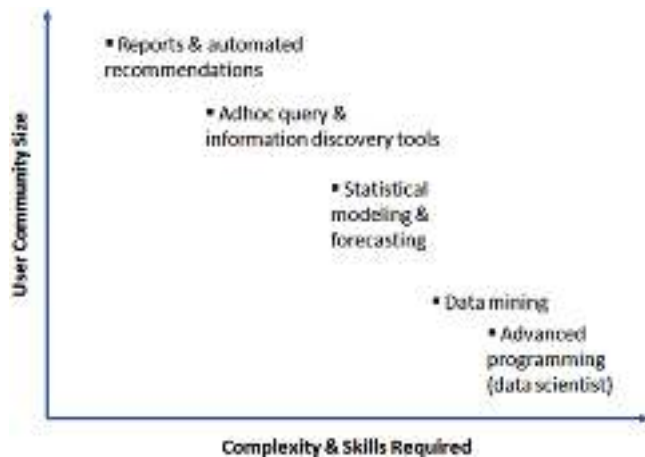 ▪ Reports & automated
recommendations
▪ Adhoc query &
information discovery tools
▪ Statistical
modeling &
forecasting
▪ Data mining
▪ Advanced
programming
(data scientist)
User Community Size
Complexity & Skills Required